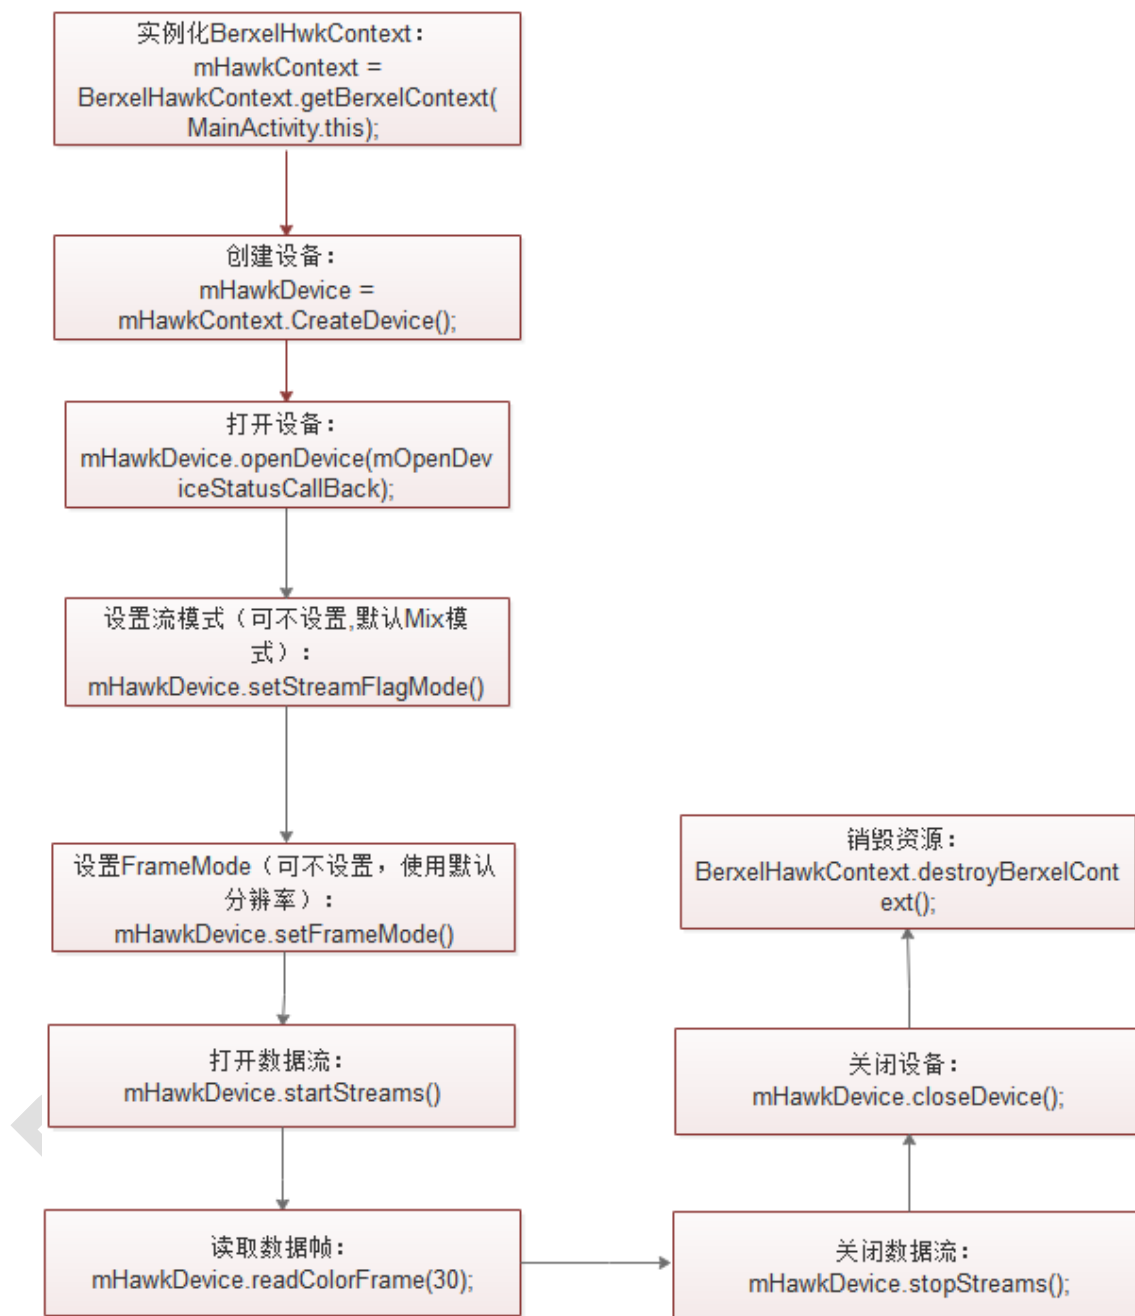 实例化BerxelHwkContext：
mHawkContext =
BerxelHawkContext.getBerxelContext(
MainActivity.this);
创建设备：
mHawkDevice =
mHawkContext.CreateDevice();
打开设备：
mHawkDevice.openDevice(mOpenDev
iceStatusCallBack);
设置流模式（可不设置,默认Mix模
式）：
mHawkDevice.setStreamFlagMode()
设置FrameMode（可不设置，使用默认
分辨率）：
mHawkDevice.setFrameMode()
打开数据流：
mHawkDevice.startStreams()
读取数据帧：
mHawkDevice.readColorFrame(30);
关闭数据流：
mHawkDevice.stopStreams();
关闭设备：
mHawkDevice.closeDevice();
销毁资源：
BerxelHawkContext.destroyBerxelCont
ext();